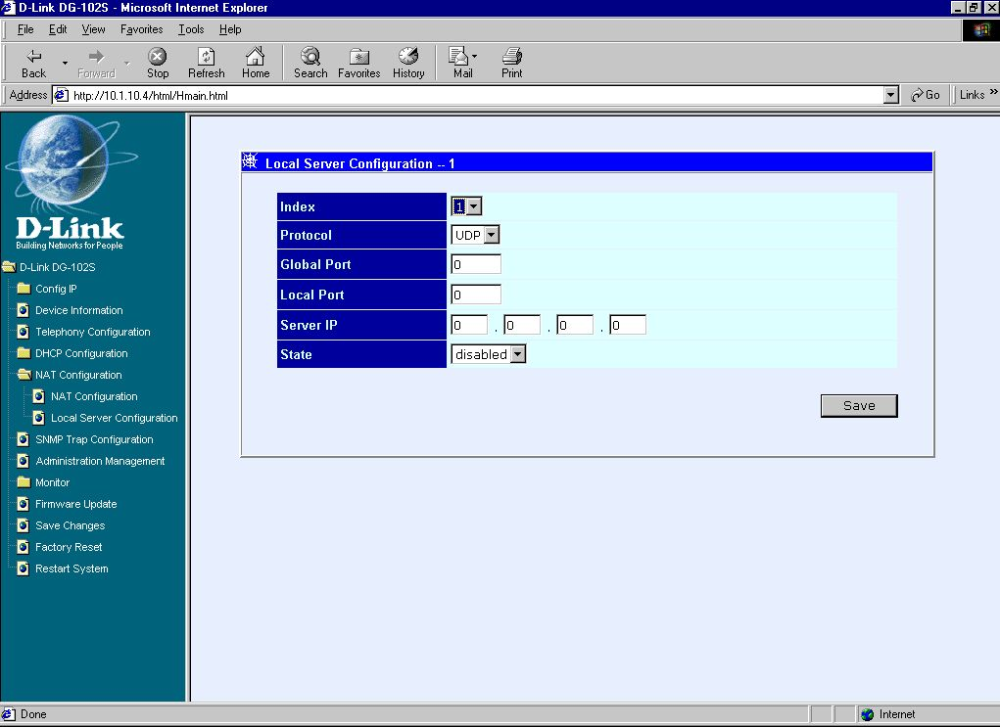 D-Link DG-102S - Microsoft Internet Explorer
File Edit View Favorites Tools Help
Back Forward Stop Refresh Home Search Favorites History Mail Print
Address http://10.1.10.4/html/Hmain.html Go Links »
D-Link
Building Networks for People
D-Link DG-102S
Config IP
Device Information
Telephony Configuration
DHCP Configuration
NAT Configuration
NAT Configuration
Local Server Configuration
SNMP Trap Configuration
Administration Management
Monitor
Firmware Update
Save Changes
Factory Reset
Restart System
Local Server Configuration -- 1
Index 1
Protocol UDP
Global Port 0
Local Port 0
Server IP 0 . 0 . 0 . 0
State disabled
Save
Done Internet